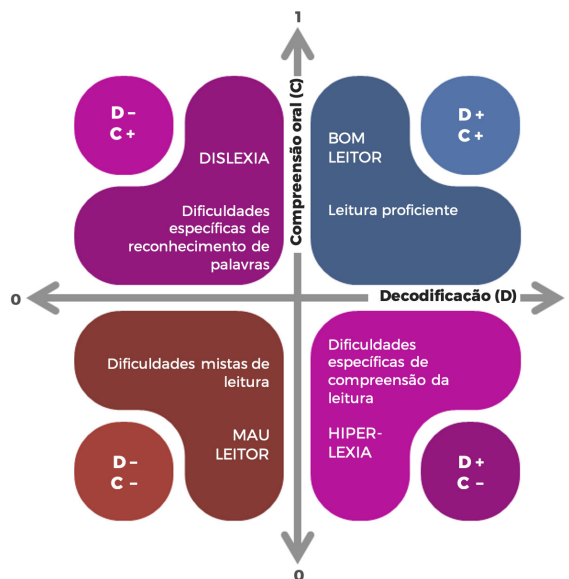 1
Compreensão oral (C)
D –
C +
DISLEXIA
Dificuldades
específicas de
reconhecimento de
palavras
BOM
LEITOR
D +
C +
Leitura proficiente
0
Decodificação (D)
Dificuldades mistas de
leitura
MAU
LEITOR
D –
C –
Dificuldades
específicas de
compreensão da
leitura
HIPER-
LEXIA
D +
C –
0